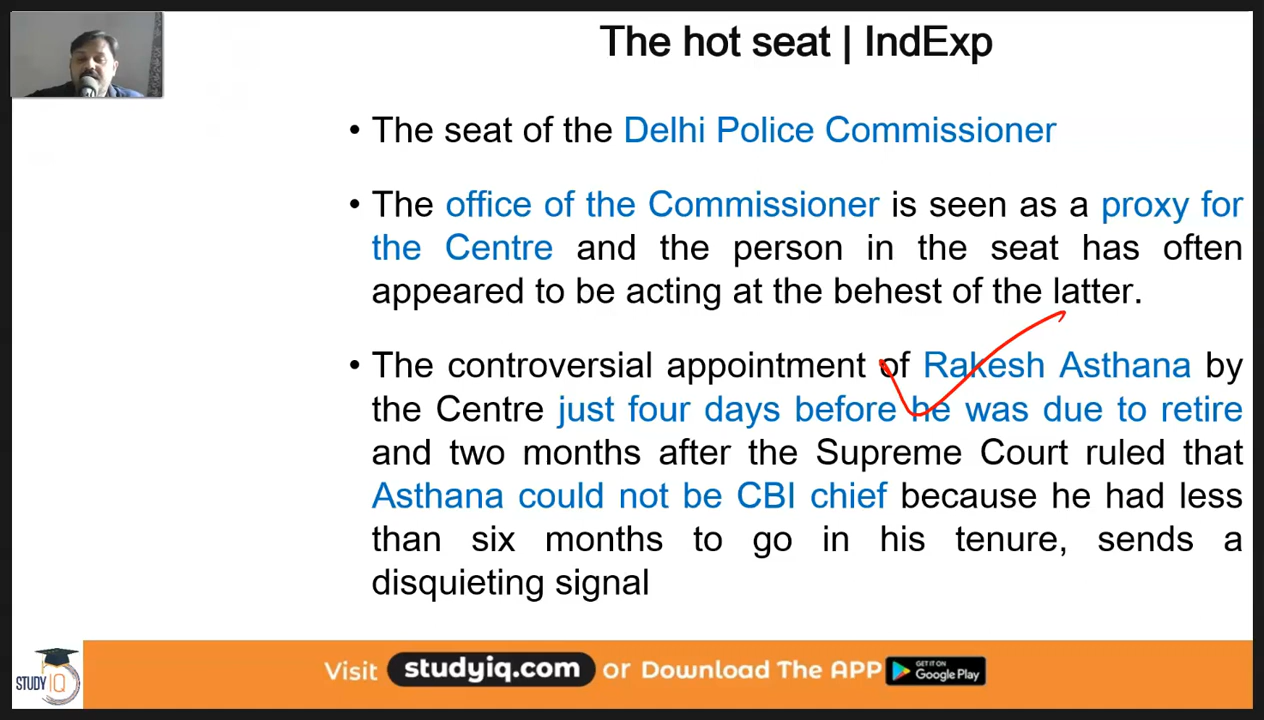 The hot seat | IndExp
• The seat of the Delhi Police Commissioner
• The office of the Commissioner is seen as a proxy for
the Centre and the person in the seat has often
appeared to be acting at the behest of the latter.
• The controversial appointment of Rakesh Asthana by
the Centre just four days before he was due to retire
and two months after the Supreme Court ruled that
Asthana could not be CBI chief because he had less
than six months to go in his tenure, sends a
disquieting signal
STUDY IQ
Visit studyiq.com or Download The APP GET IT ON Google Play